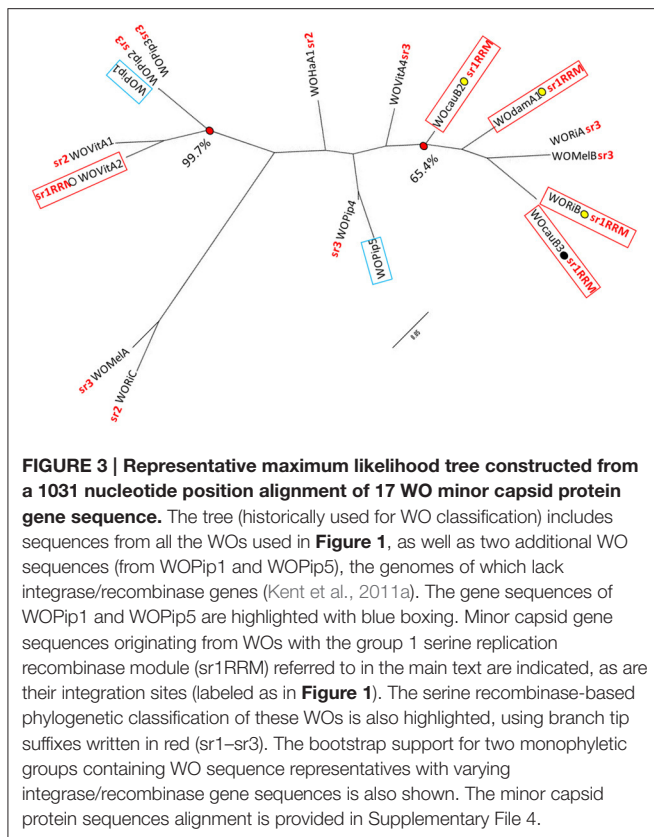 sr3
WOPip3
sr3
WOPip2
WOPip1
WOHaA1 sr2
WOVitA4 sr3
WOcauB2 sr1RRM
WOdamA1 sr1RRM
WORiA sr3
WOMelB sr3
WORiB sr1RRM
WOcauB3 sr1RRM
sr2 WOVitA1
sr1RRM WOVitA2
99.7%
65.4%
sr3 WOPip4
WOPip5
0.05
sr3 WOMelA
sr2 WORiC
FIGURE 3 | Representative maximum likelihood tree constructed from
a 1031 nucleotide position alignment of 17 WO minor capsid protein
gene sequence. The tree (historically used for WO classification) includes
sequences from all the WOs used in Figure 1, as well as two additional WO
sequences (from WOPip1 and WOPip5), the genomes of which lack
integrase/recombinase genes (Kent et al., 2011a). The gene sequences of
WOPip1 and WOPip5 are highlighted with blue boxing. Minor capsid gene
sequences originating from WOs with the group 1 serine replication
recombinase module (sr1RRM) referred to in the main text are indicated, as are
their integration sites (labeled as in Figure 1). The serine recombinase-based
phylogenetic classification of these WOs is also highlighted, using branch tip
suffixes written in red (sr1–sr3). The bootstrap support for two monophyletic
groups containing WO sequence representatives with varying
integrase/recombinase gene sequences is also shown. The minor capsid
protein sequences alignment is provided in Supplementary File 4.